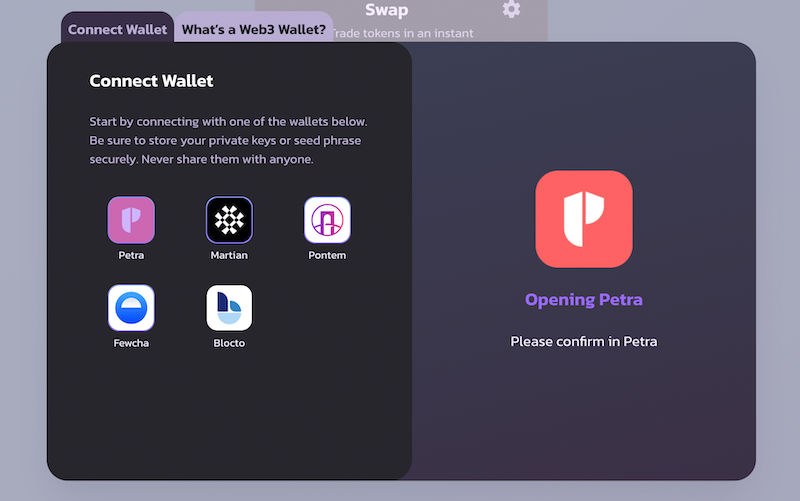 Swap
Trade tokens in an instant
Connect Wallet
What's a Web3 Wallet?
Connect Wallet
Start by connecting with one of the wallets below.
Be sure to store your private keys or seed phrase
securely. Never share them with anyone.
Petra
Martian
Pontem
Fewcha
Blocto
Opening Petra
Please confirm in Petra